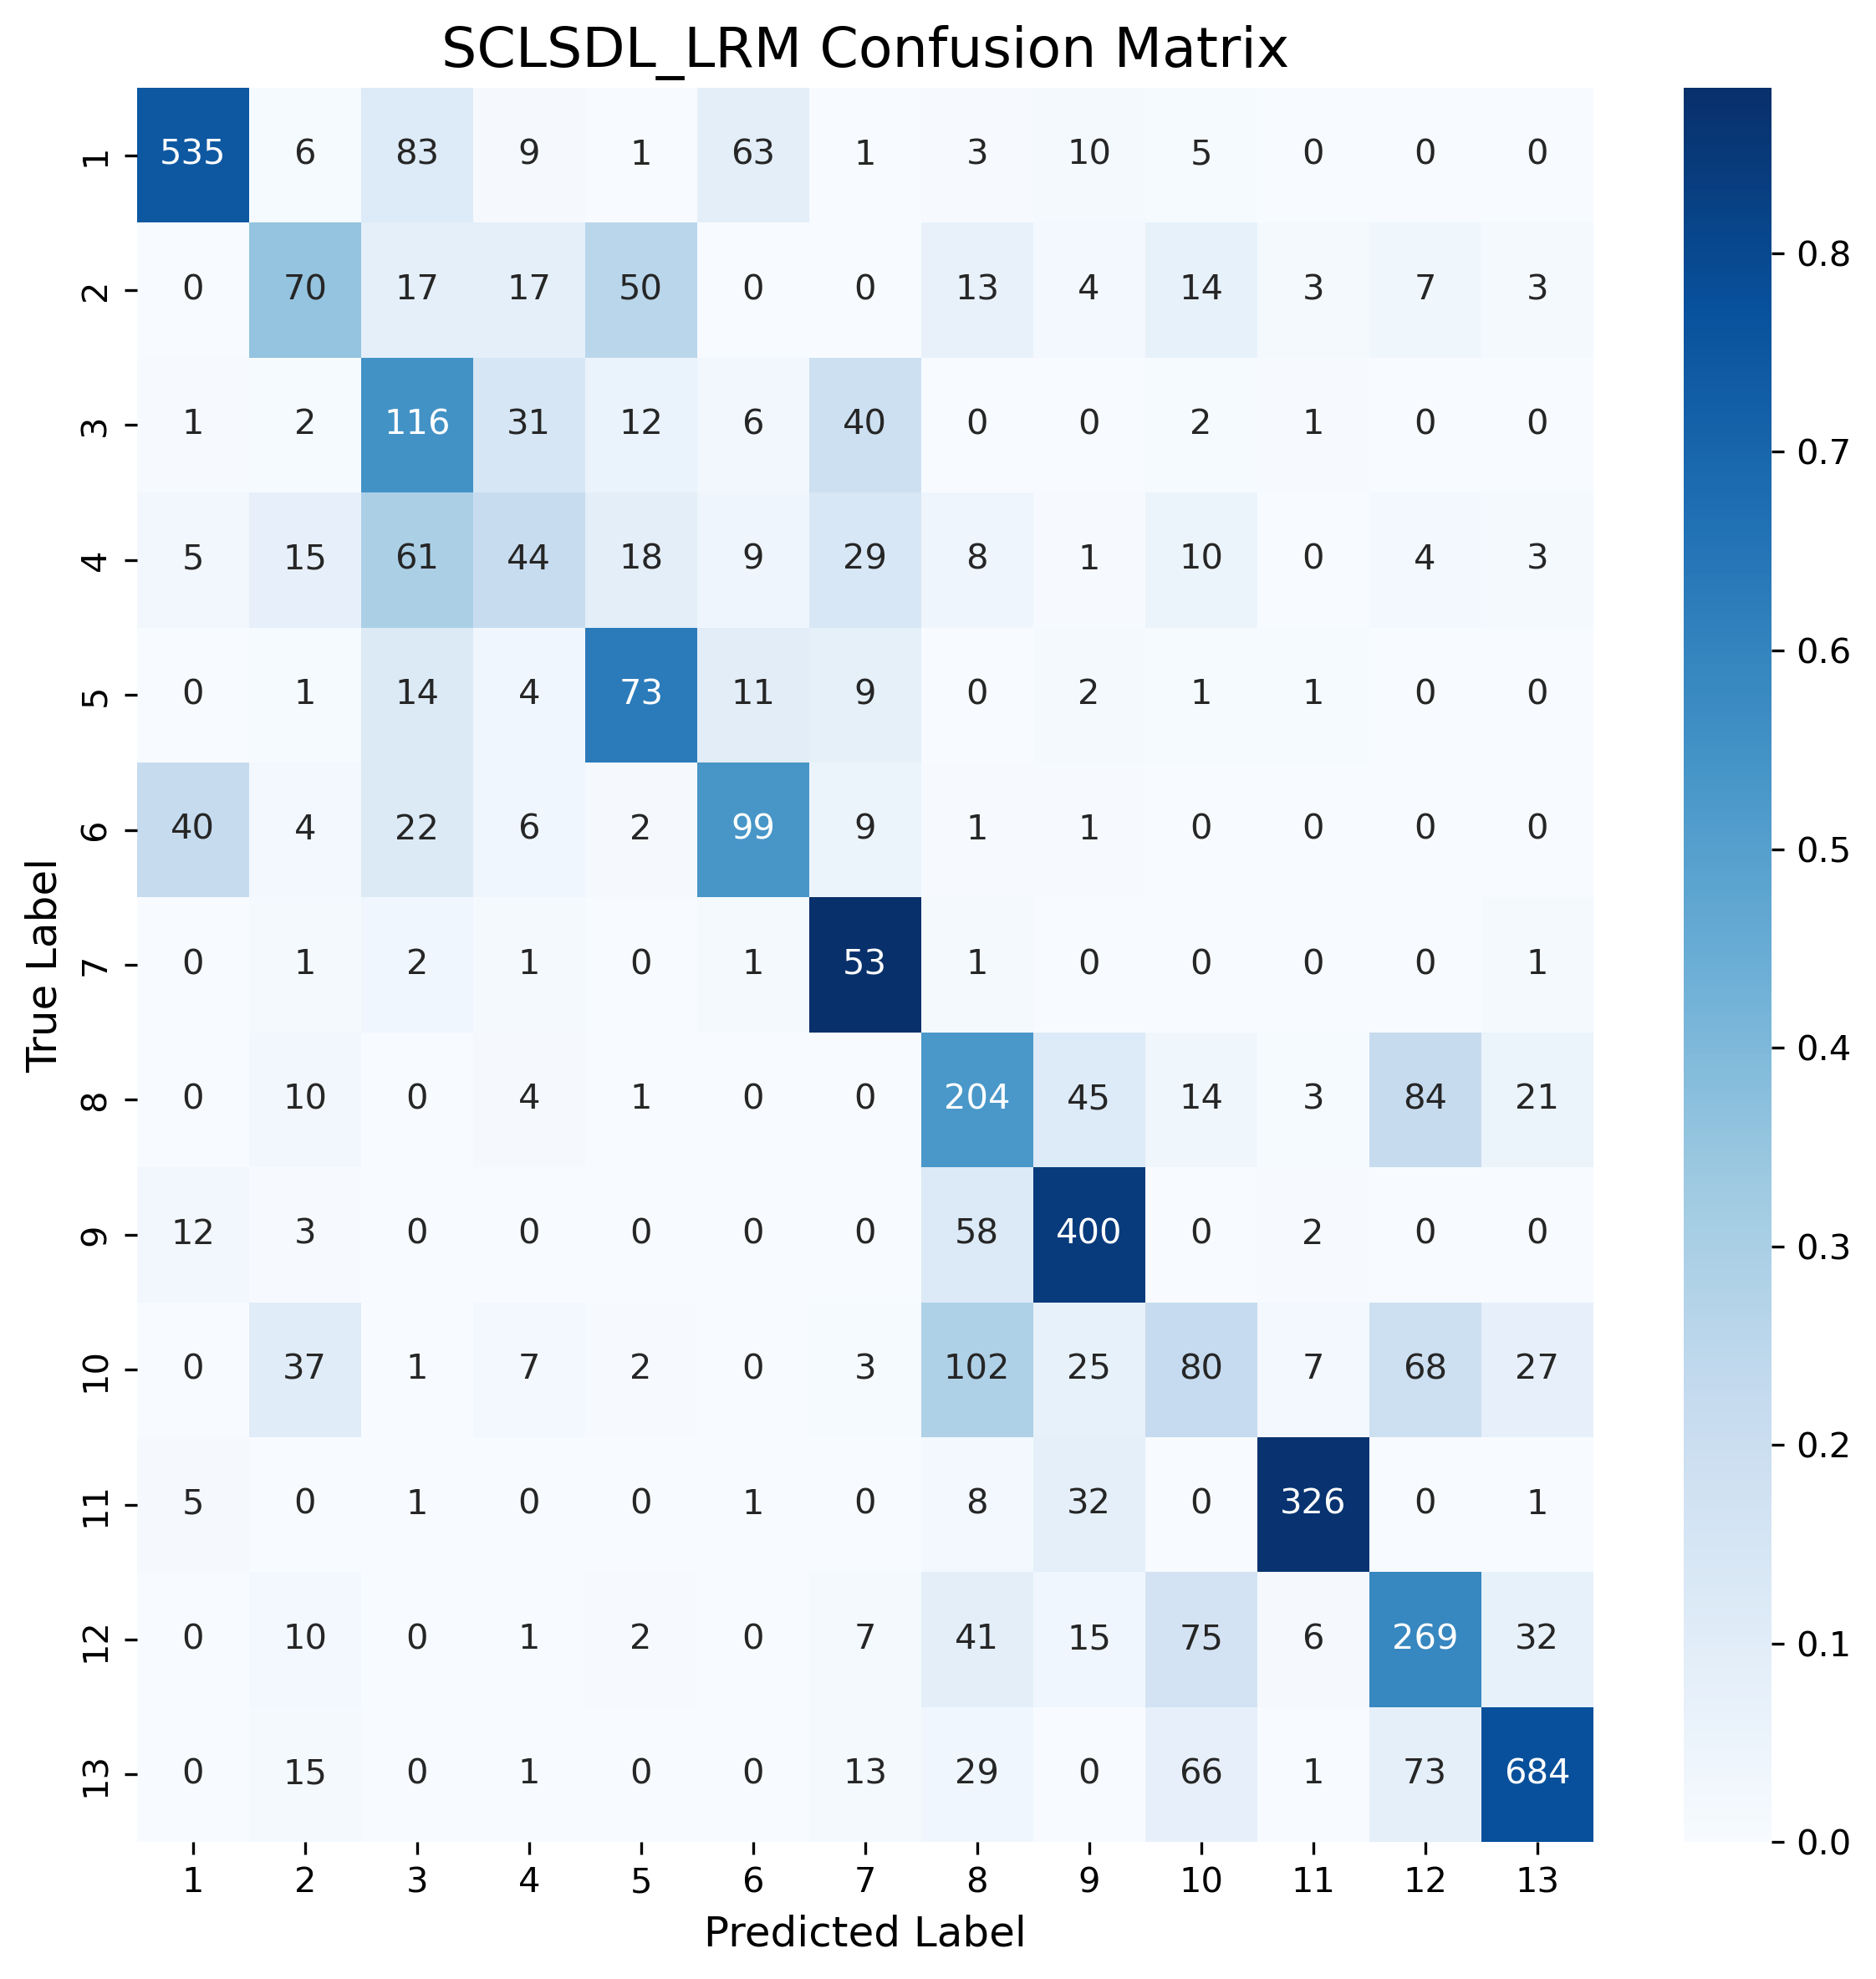 SCLSDL_LRM Confusion Matrix
1 535 6 83 9 1 63 1 3 10 5 0 0 0
2 0 70 17 17 50 0 0 13 4 14 3 7 3
3 1 2 116 31 12 6 40 0 0 2 1 0 0
4 5 15 61 44 18 9 29 8 1 10 0 4 3
5 0 1 14 4 73 11 9 0 2 1 1 0 0
6 40 4 22 6 2 99 9 1 1 0 0 0 0
7 0 1 2 1 0 1 53 1 0 0 0 0 1
8 0 10 0 4 1 0 0 204 45 14 3 84 21
9 12 3 0 0 0 0 0 58 400 0 2 0 0
10 0 37 1 7 2 0 3 102 25 80 7 68 27
11 5 0 1 0 0 1 0 8 32 0 326 0 1
12 0 10 0 1 2 0 7 41 15 75 6 269 32
13 0 15 0 1 0 0 13 29 0 66 1 73 684
1 2 3 4 5 6 7 8 9 10 11 12 13
Predicted Label
True Label
0.8
0.7
0.6
0.5
0.4
0.3
0.2
0.1
0.0